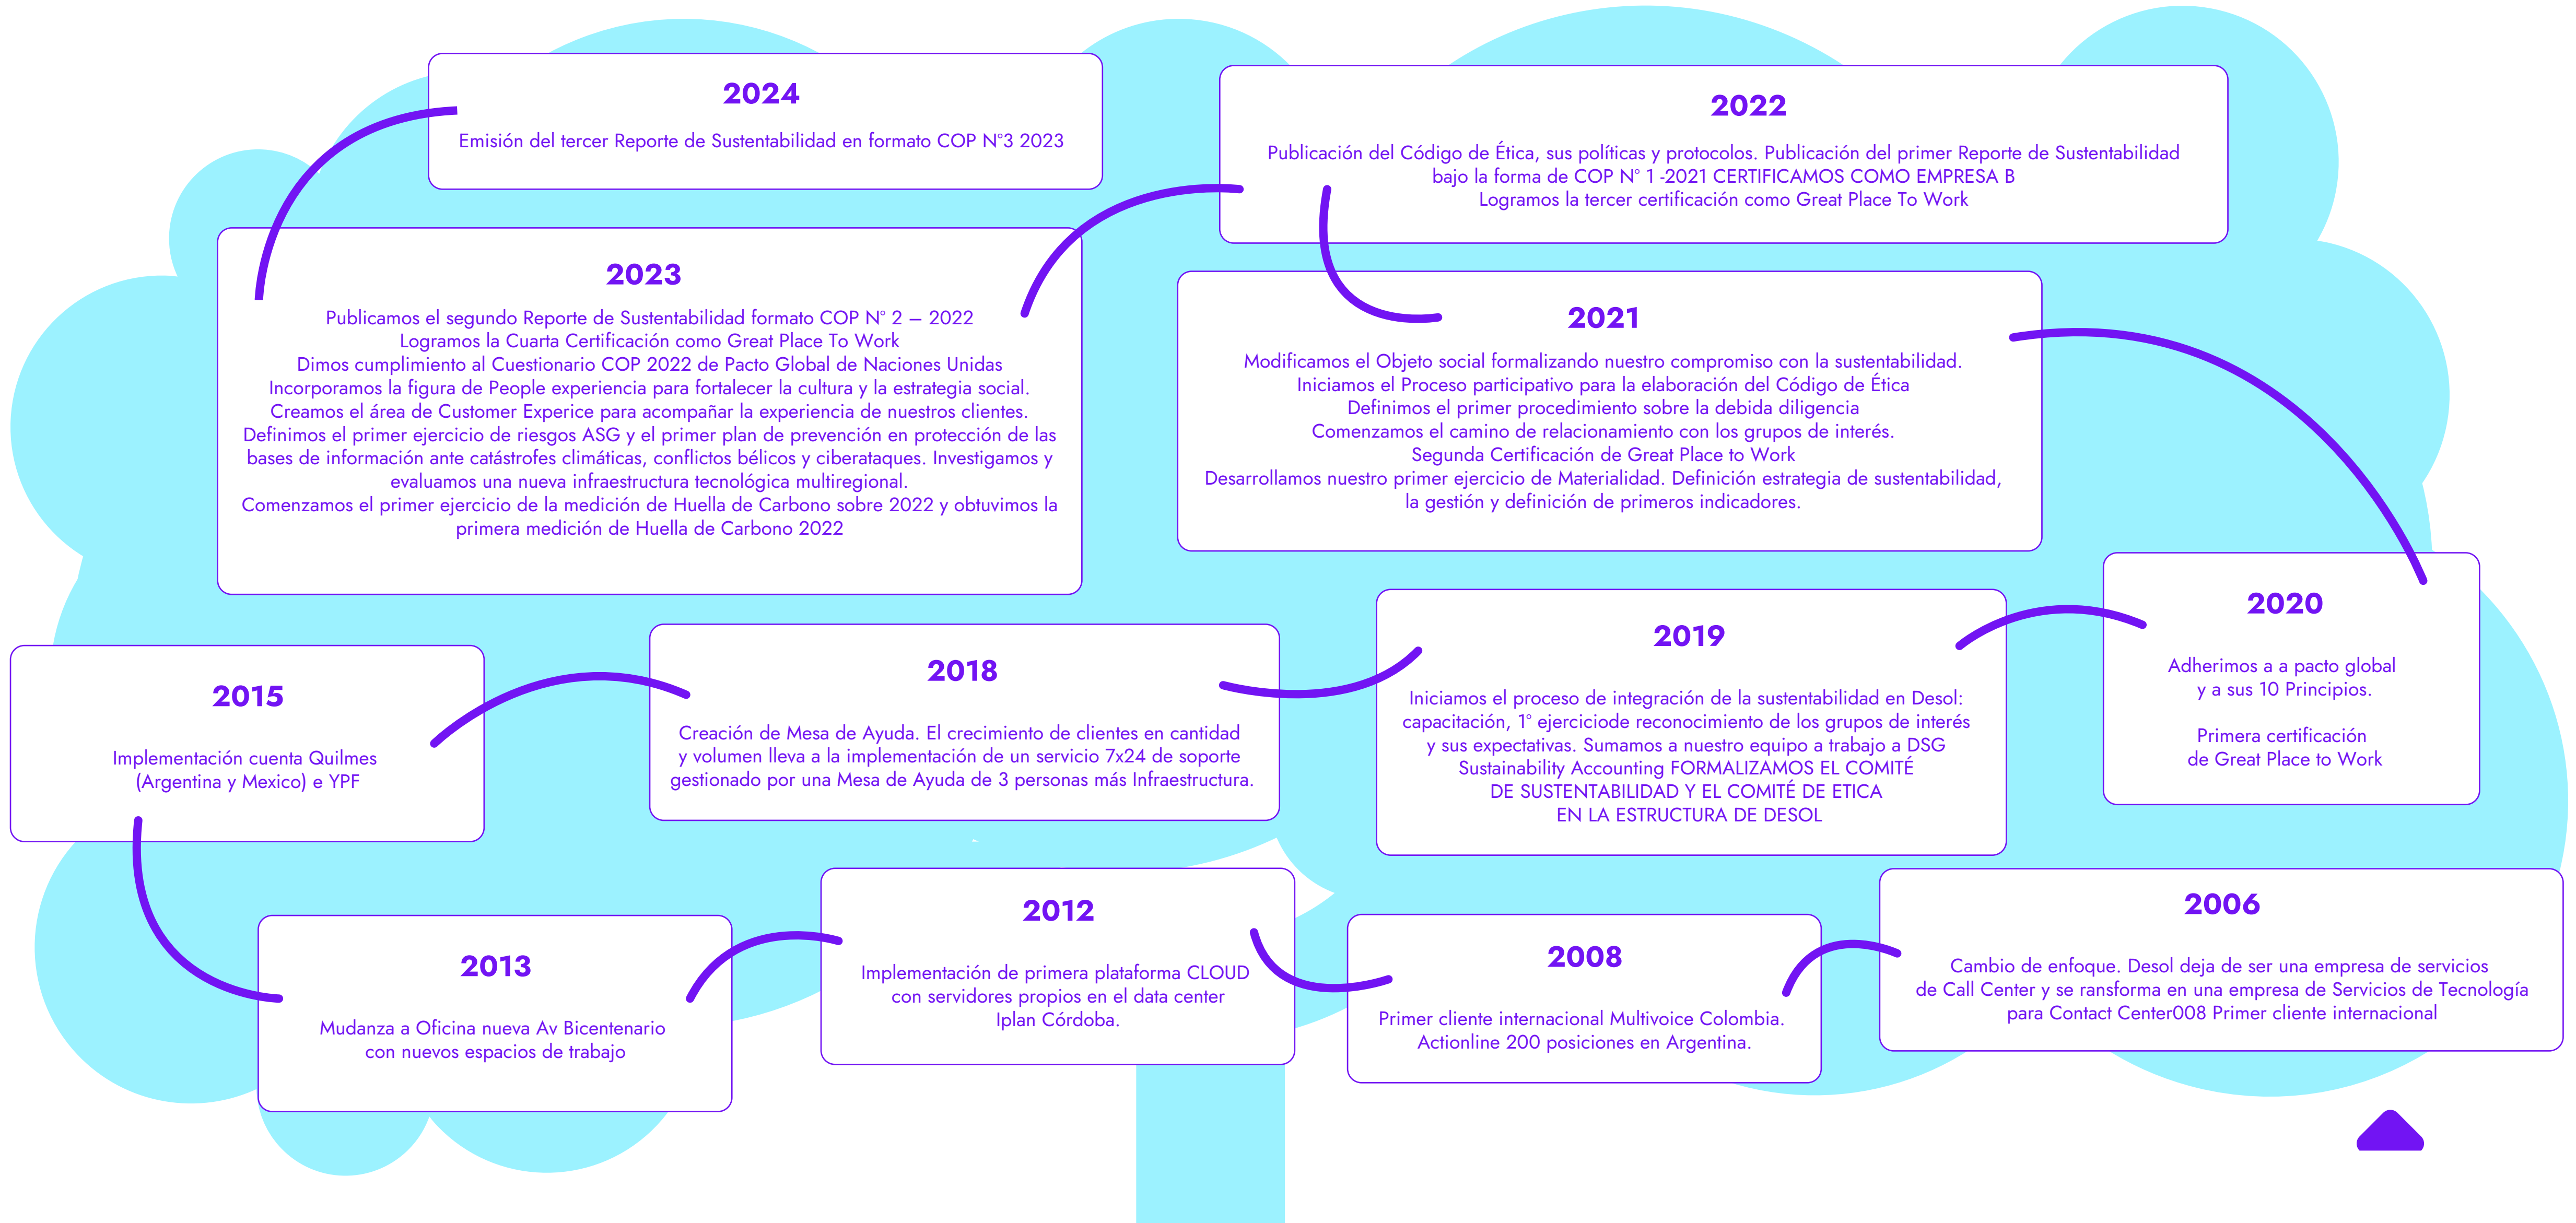 2024
Emisión del tercer Reporte de Sustentabilidad en formato COP N°3 2023
2022
Publicación del Código de Ética, sus políticas y protocolos. Publicación del primer Reporte de Sustentabilidad
bajo la forma de COP N° 1 -2021 CERTIFICAMOS COMO EMPRESA B
Logramos la tercer certificación como Great Place To Work
2023
Publicamos el segundo Reporte de Sustentabilidad formato COP N° 2 – 2022
Logramos la Cuarta Certificación como Great Place To Work
Dimos cumplimiento al Cuestionario COP 2022 de Pacto Global de Naciones Unidas
Incorporamos la figura de People experiencia para fortalecer la cultura y la estrategia social.
Creamos el área de Customer Experice para acompañar la experiencia de nuestros clientes.
Definimos el primer ejercicio de riesgos ASG y el primer plan de prevención en protección de las
bases de información ante catástrofes climáticas, conflictos bélicos y ciberataques. Investigamos y
evaluamos una nueva infraestructura tecnológica multiregional.
Comenzamos el primer ejercicio de la medición de Huella de Carbono sobre 2022 y obtuvimos la
primera medición de Huella de Carbono 2022
2021
Modificamos el Objeto social formalizando nuestro compromiso con la sustentabilidad.
Iniciamos el Proceso participativo para la elaboración del Código de Ética
Definimos el primer procedimiento sobre la debida diligencia
Comenzamos el camino de relacionamiento con los grupos de interés.
Segunda Certificación de Great Place to Work
Desarrollamos nuestro primer ejercicio de Materialidad. Definición estrategia de sustentabilidad,
la gestión y definición de primeros indicadores.
2015
Implementación cuenta Quilmes
(Argentina y Mexico) e YPF
2018
Creación de Mesa de Ayuda. El crecimiento de clientes en cantidad
y volumen lleva a la implementación de un servicio 7x24 de soporte
gestionado por una Mesa de Ayuda de 3 personas más Infraestructura.
2019
Iniciamos el proceso de integración de la sustentabilidad en Desol:
capacitación, 1° ejerciciode reconocimiento de los grupos de interés
y sus expectativas. Sumamos a nuestro equipo a trabajo a DSG
Sustainability Accounting FORMALIZAMOS EL COMITÉ
DE SUSTENTABILIDAD Y EL COMITÉ DE ETICA
EN LA ESTRUCTURA DE DESOL
2020
Adherimos a a pacto global
y a sus 10 Principios.
Primera certificación
de Great Place to Work
2013
Mudanza a Oficina nueva Av Bicentenario
con nuevos espacios de trabajo
2012
Implementación de primera plataforma CLOUD
con servidores propios en el data center
Iplan Córdoba.
2008
Primer cliente internacional Multivoice Colombia.
Actionline 200 posiciones en Argentina.
2006
Cambio de enfoque. Desol deja de ser una empresa de servicios
de Call Center y se ransforma en una empresa de Servicios de Tecnología
para Contact Center008 Primer cliente internacional